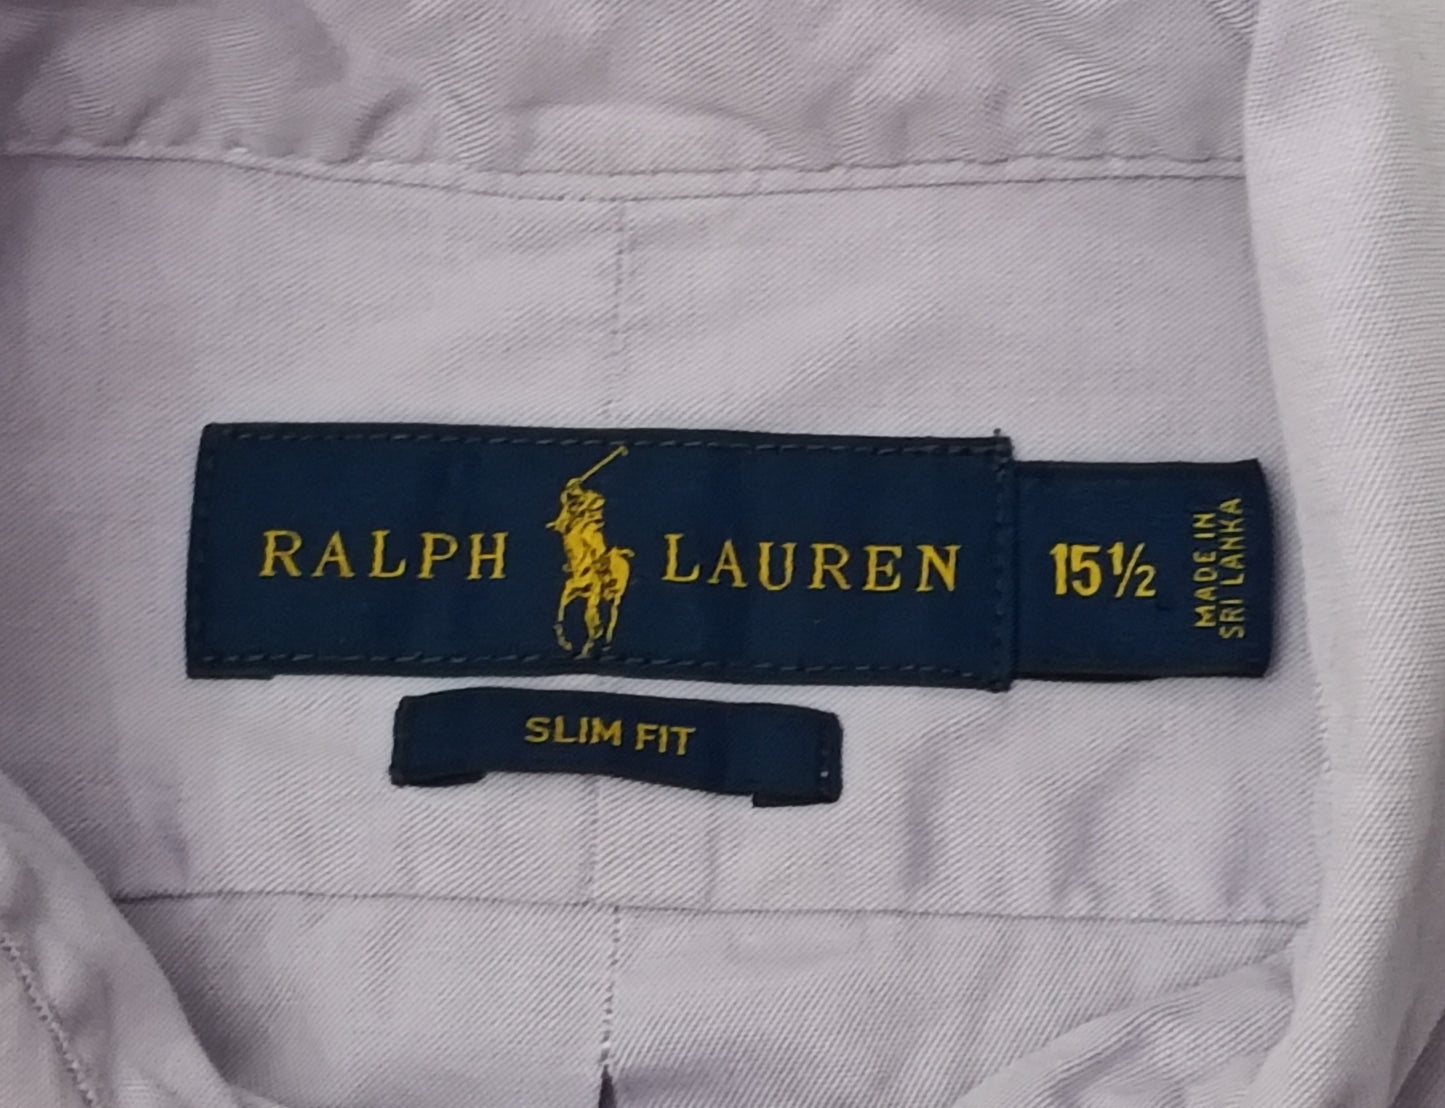 RALPH LAUREN
15½
MADE IN
SRI LANKA
SLIM FIT